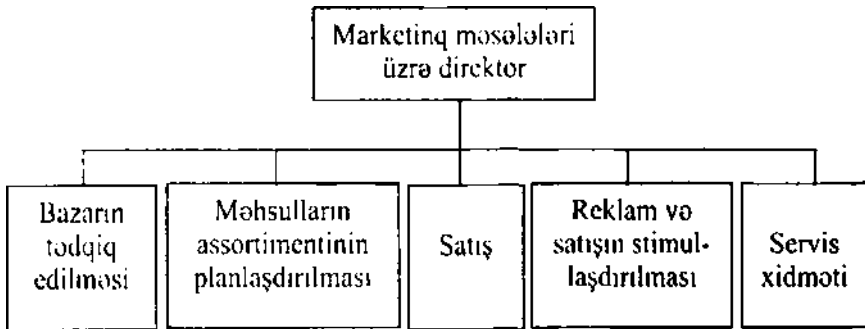 Marketinq məsələləri
üzrə direktor
Bazarın
tədqiq
edilməsi
Məhsulların
assortimentinin
planlaşdırılması
Satış
Reklam və
satışın stimul-
laşdırılması
Servis
xidməti